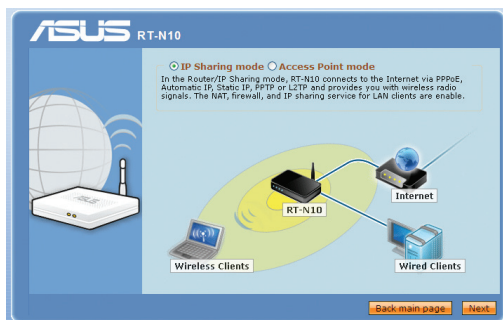 ASUS RT-N10
IP Sharing mode Access Point mode
In the Router/IP Sharing mode, RT-N10 connects to the Internet via PPPoE,
Automatic IP, Static IP, PPTP or L2TP and provides you with wireless radio
signals. The NAT, firewall, and IP sharing service for LAN clients are enable.
Internet
RT-N10
Wireless Clients
Wired Clients
Back main page Next